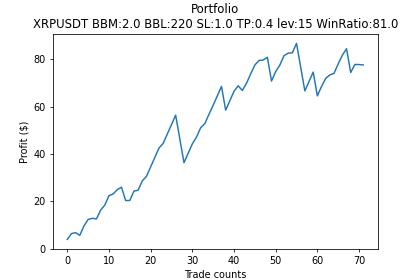 Portfolio
XRPUSDT BBM:2.0 BBL:220 SL:1.0 TP:0.4 lev:15 WinRatio:81.0
80
60
40
20
0
Profit ($)
0 10 20 30 40 50 60 70
Trade counts